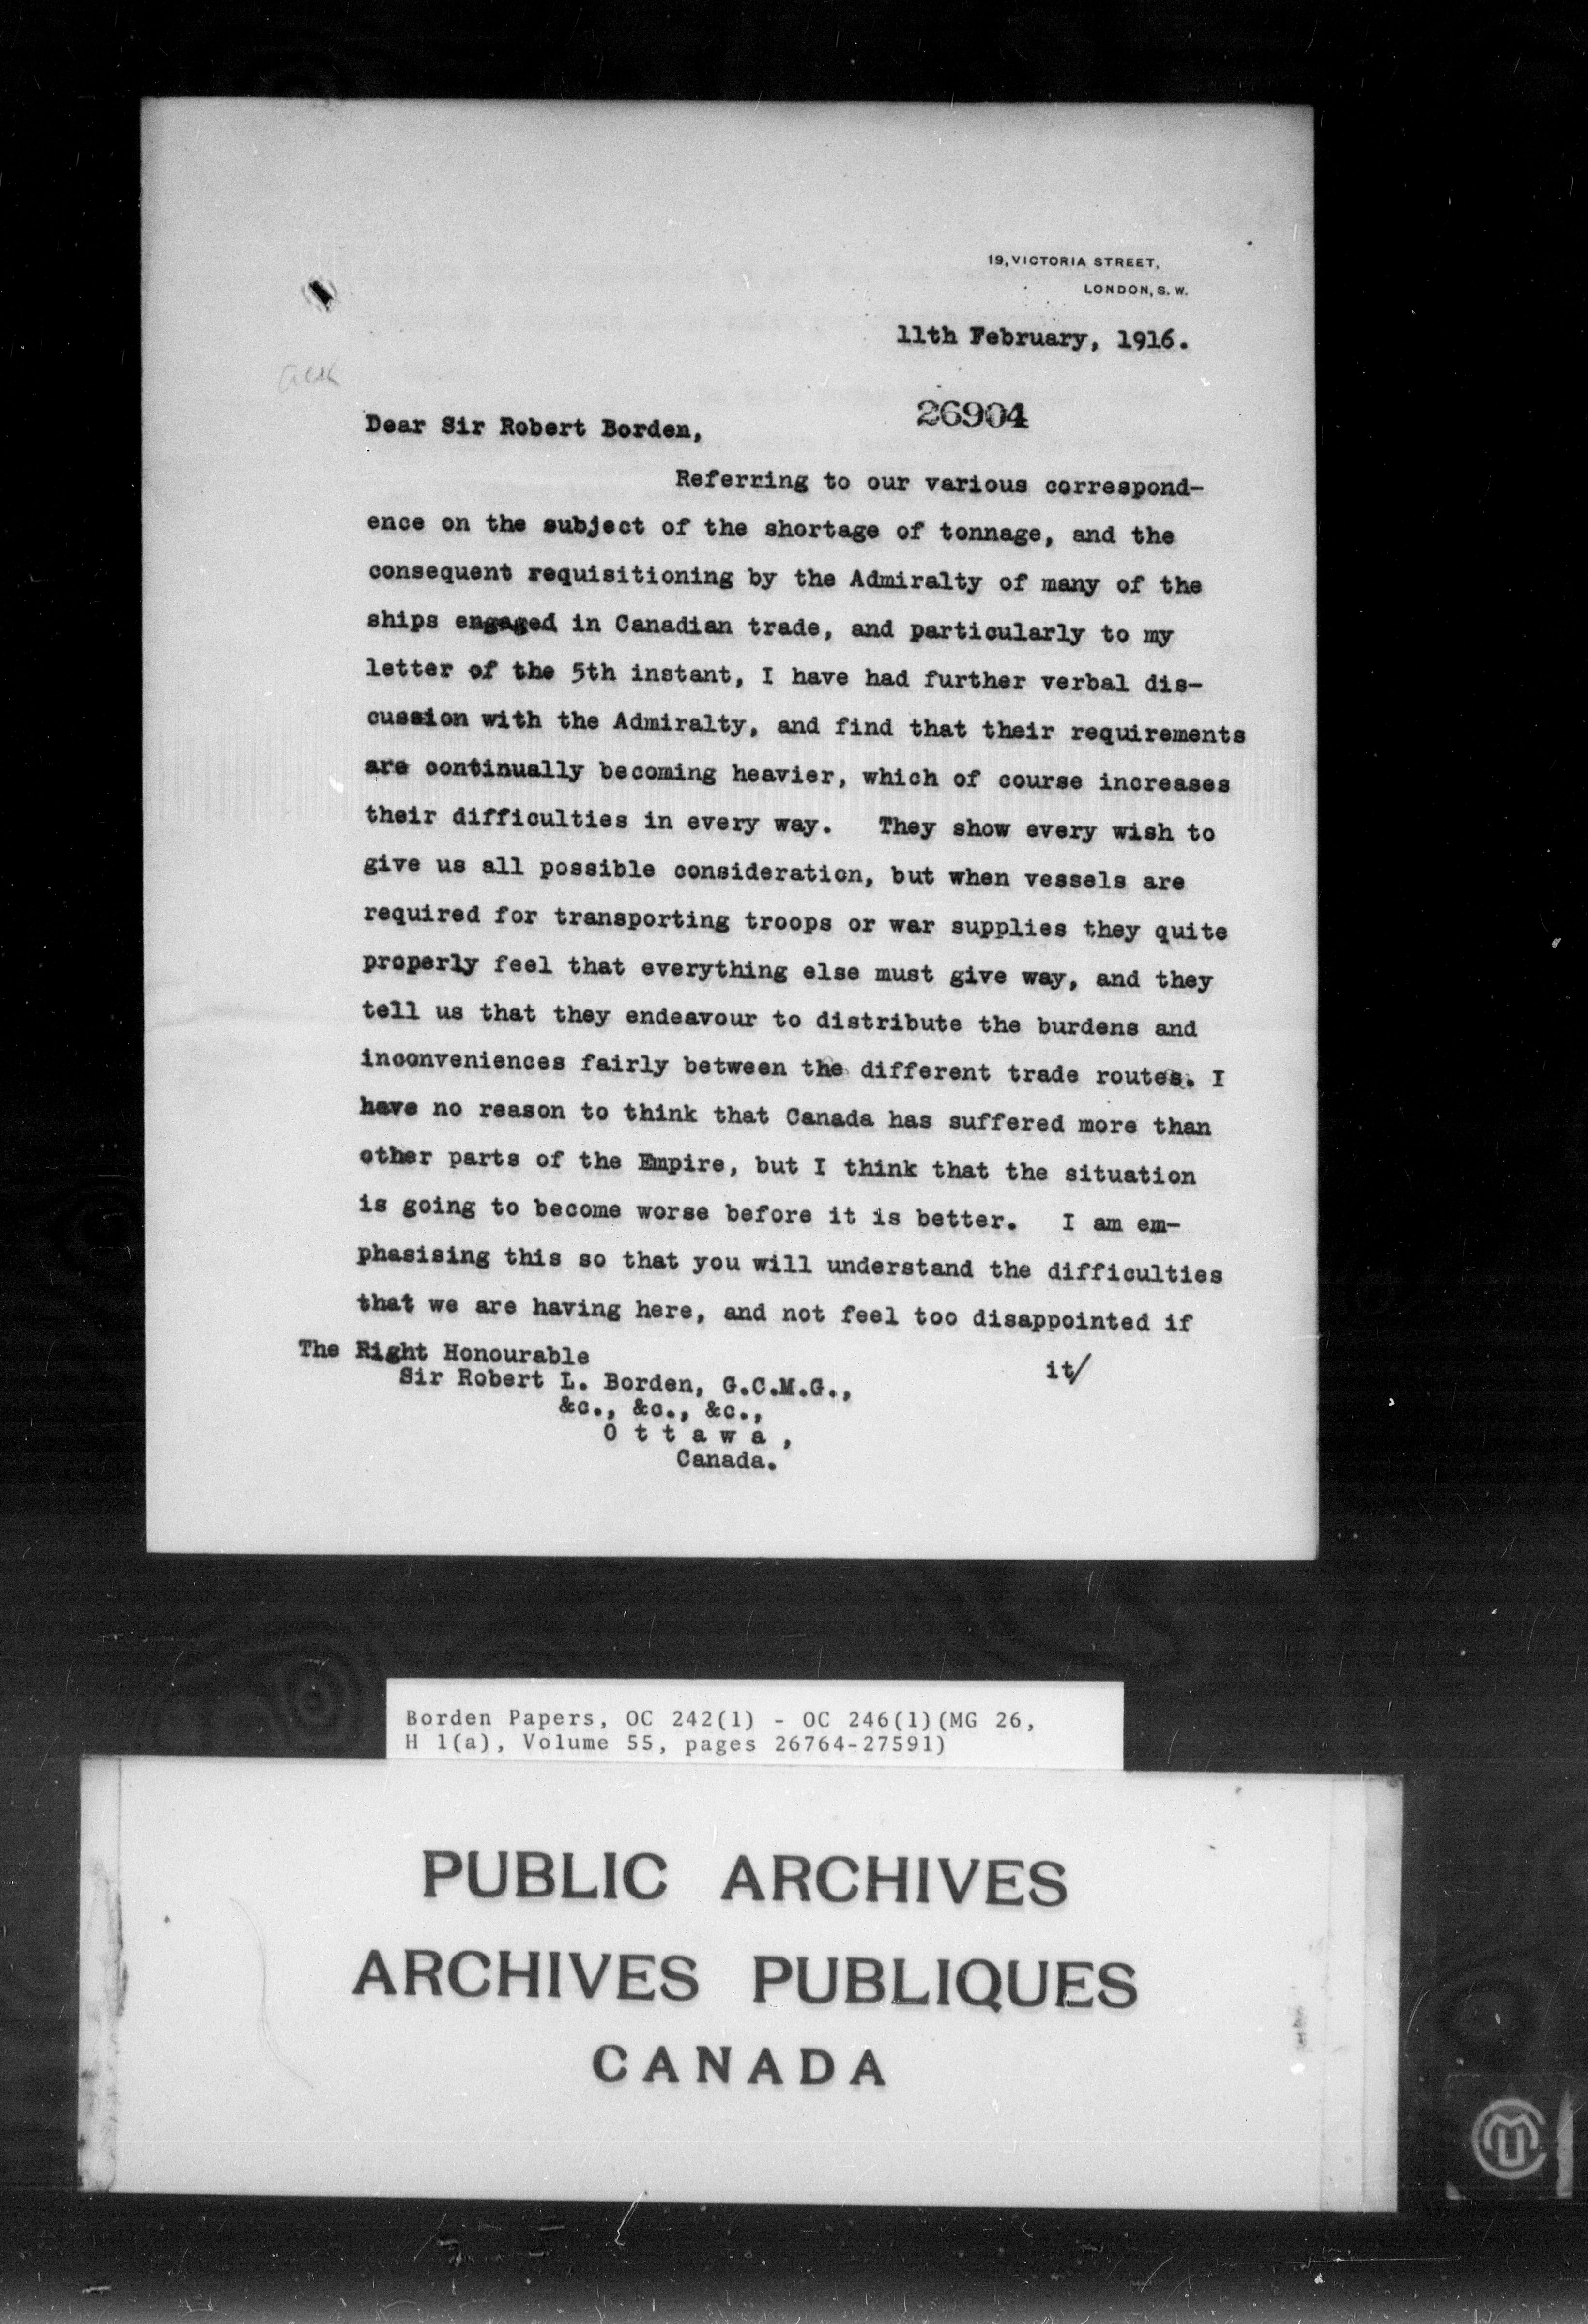 19, VICTORIA STREET,
LONDON, S. W.
11th February, 1916.
ack
26904
Dear Sir Robert Borden,
Referring to our various correspond-
ence on the subject of the shortage of tonnage, and the
consequent requisitioning by the Admiralty of many of the
ships engaged in Canadian trade, and particularly to my
letter of the 5th instant, I have had further verbal dis-
cussion with the Admiralty, and find that their requirements
are continually becoming heavier, which of course increases
their difficulties in every way. They show every wish to
give us all possible consideration, but when vessels are
required for transporting troops or war supplies they quite
properly feel that everything else must give way, and they
tell us that they endeavour to distribute the burdens and
inconveniences fairly between the different trade routes. I
have no reason to think that Canada has suffered more than
other parts of the Empire, but I think that the situation
is going to become worse before it is better. I am em-
phasising this so that you will understand the difficulties
that we are having here, and not feel too disappointed if
it/
The Right Honourable
Sir Robert L. Borden, G.C.M.G.,
&c., &c., &c.,
O t t a w a ,
Canada.
Borden Papers, OC 242(1) - OC 246(1)(MG 26,
H 1(a), Volume 55, pages 26764-27591)
PUBLIC ARCHIVES
ARCHIVES PUBLIQUES
CANADA